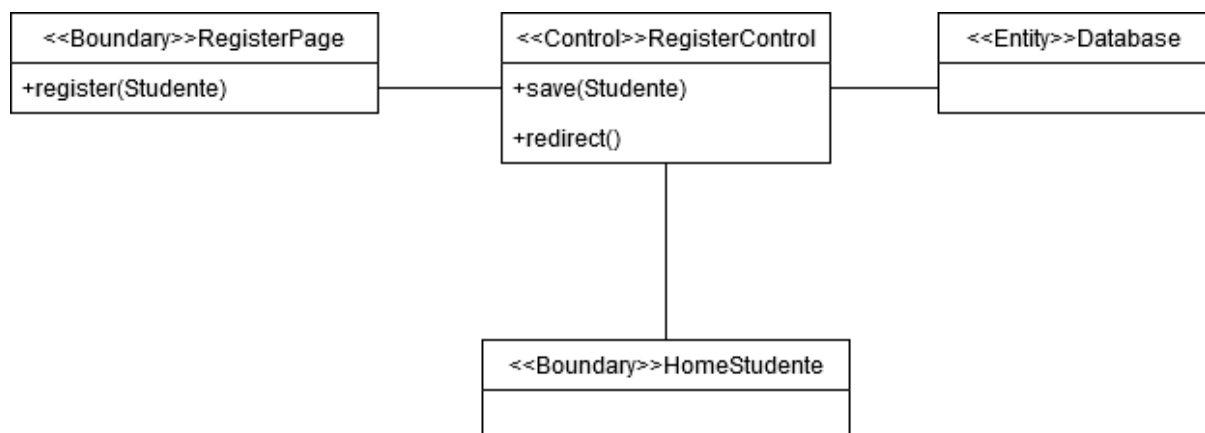 <<Boundary>>RegisterPage
+register(Studente)
<<Control>>RegisterControl
+save(Studente)
+redirect()
<<Entity>>Database
<<Boundary>>HomeStudente